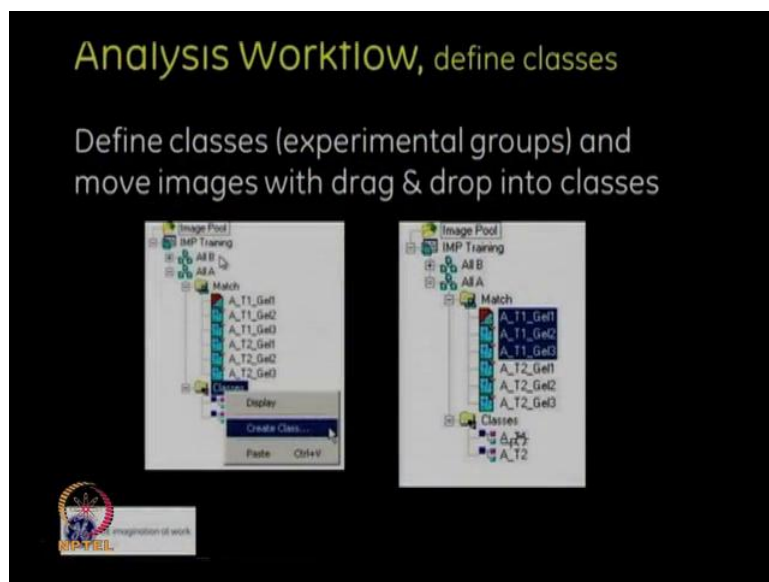 Analysis Workflow, define classes
Define classes (experimental groups) and
move images with drag & drop into classes
Image Pool
IMP Training
All B
All A
Match
A_T1_Gel1
A_T1_Gel2
A_T1_Gel3
A_T2_Gel1
A_T2_Gel2
A_T2_Gel3
Classes
Display
Create Class...
Paste Ctrl+V
Image Pool
IMP Training
All B
All A
Match
A_T1_Gel1
A_T1_Gel2
A_T1_Gel3
A_T2_Gel1
A_T2_Gel2
A_T2_Gel3
Classes
A_T2
imagination at work
NPTEL